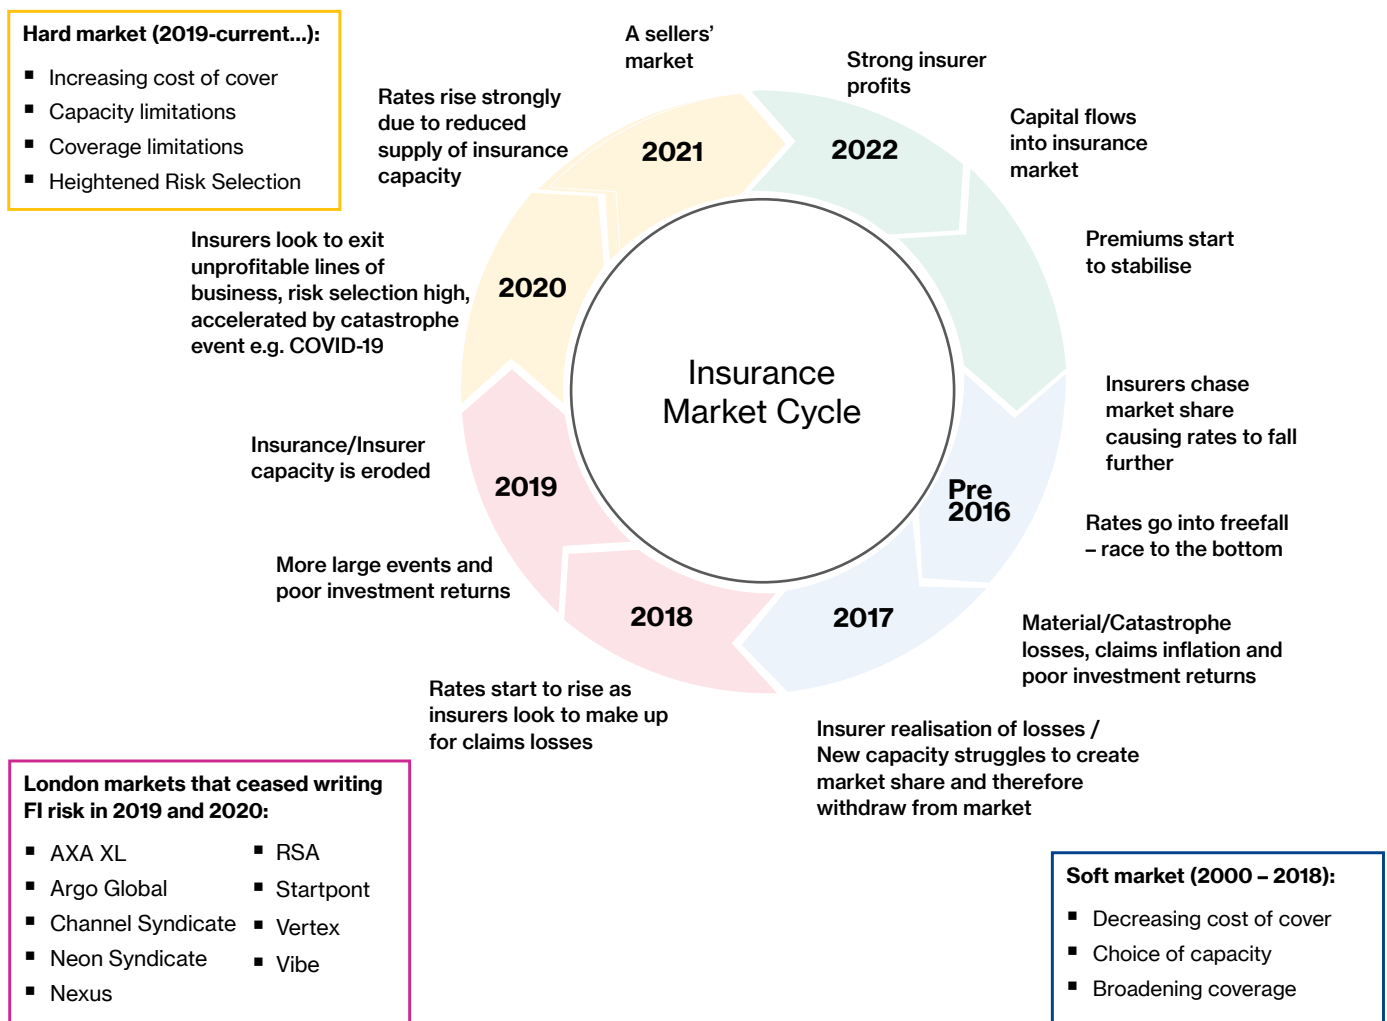 Hard market (2019-current...):
▪ Increasing cost of cover
▪ Capacity limitations
▪ Coverage limitations
▪ Heightened Risk Selection
A sellers'
market
Strong insurer
profits
Rates rise strongly
due to reduced
supply of insurance
capacity
Capital flows
into insurance
market
2021
2022
Insurers look to exit
unprofitable lines of
business, risk selection high,
accelerated by catastrophe
event e.g. COVID-19
Premiums start
to stabilise
2020
Insurance
Market Cycle
Insurers chase
market share
causing rates to fall
further
Insurance/Insurer
capacity is eroded
2019
Pre
2016
Rates go into freefall
– race to the bottom
More large events and
poor investment returns
2018
2017
Material/Catastrophe
losses, claims inflation and
poor investment returns
Rates start to rise as
insurers look to make up
for claims losses
Insurer realisation of losses /
New capacity struggles to create
market share and therefore
withdraw from market
London markets that ceased writing
FI risk in 2019 and 2020:
▪ AXA XL
▪ Argo Global
▪ Channel Syndicate
▪ Neon Syndicate
▪ Nexus
▪ RSA
▪ Startpont
▪ Vertex
▪ Vibe
Soft market (2000 – 2018):
▪ Decreasing cost of cover
▪ Choice of capacity
▪ Broadening coverage